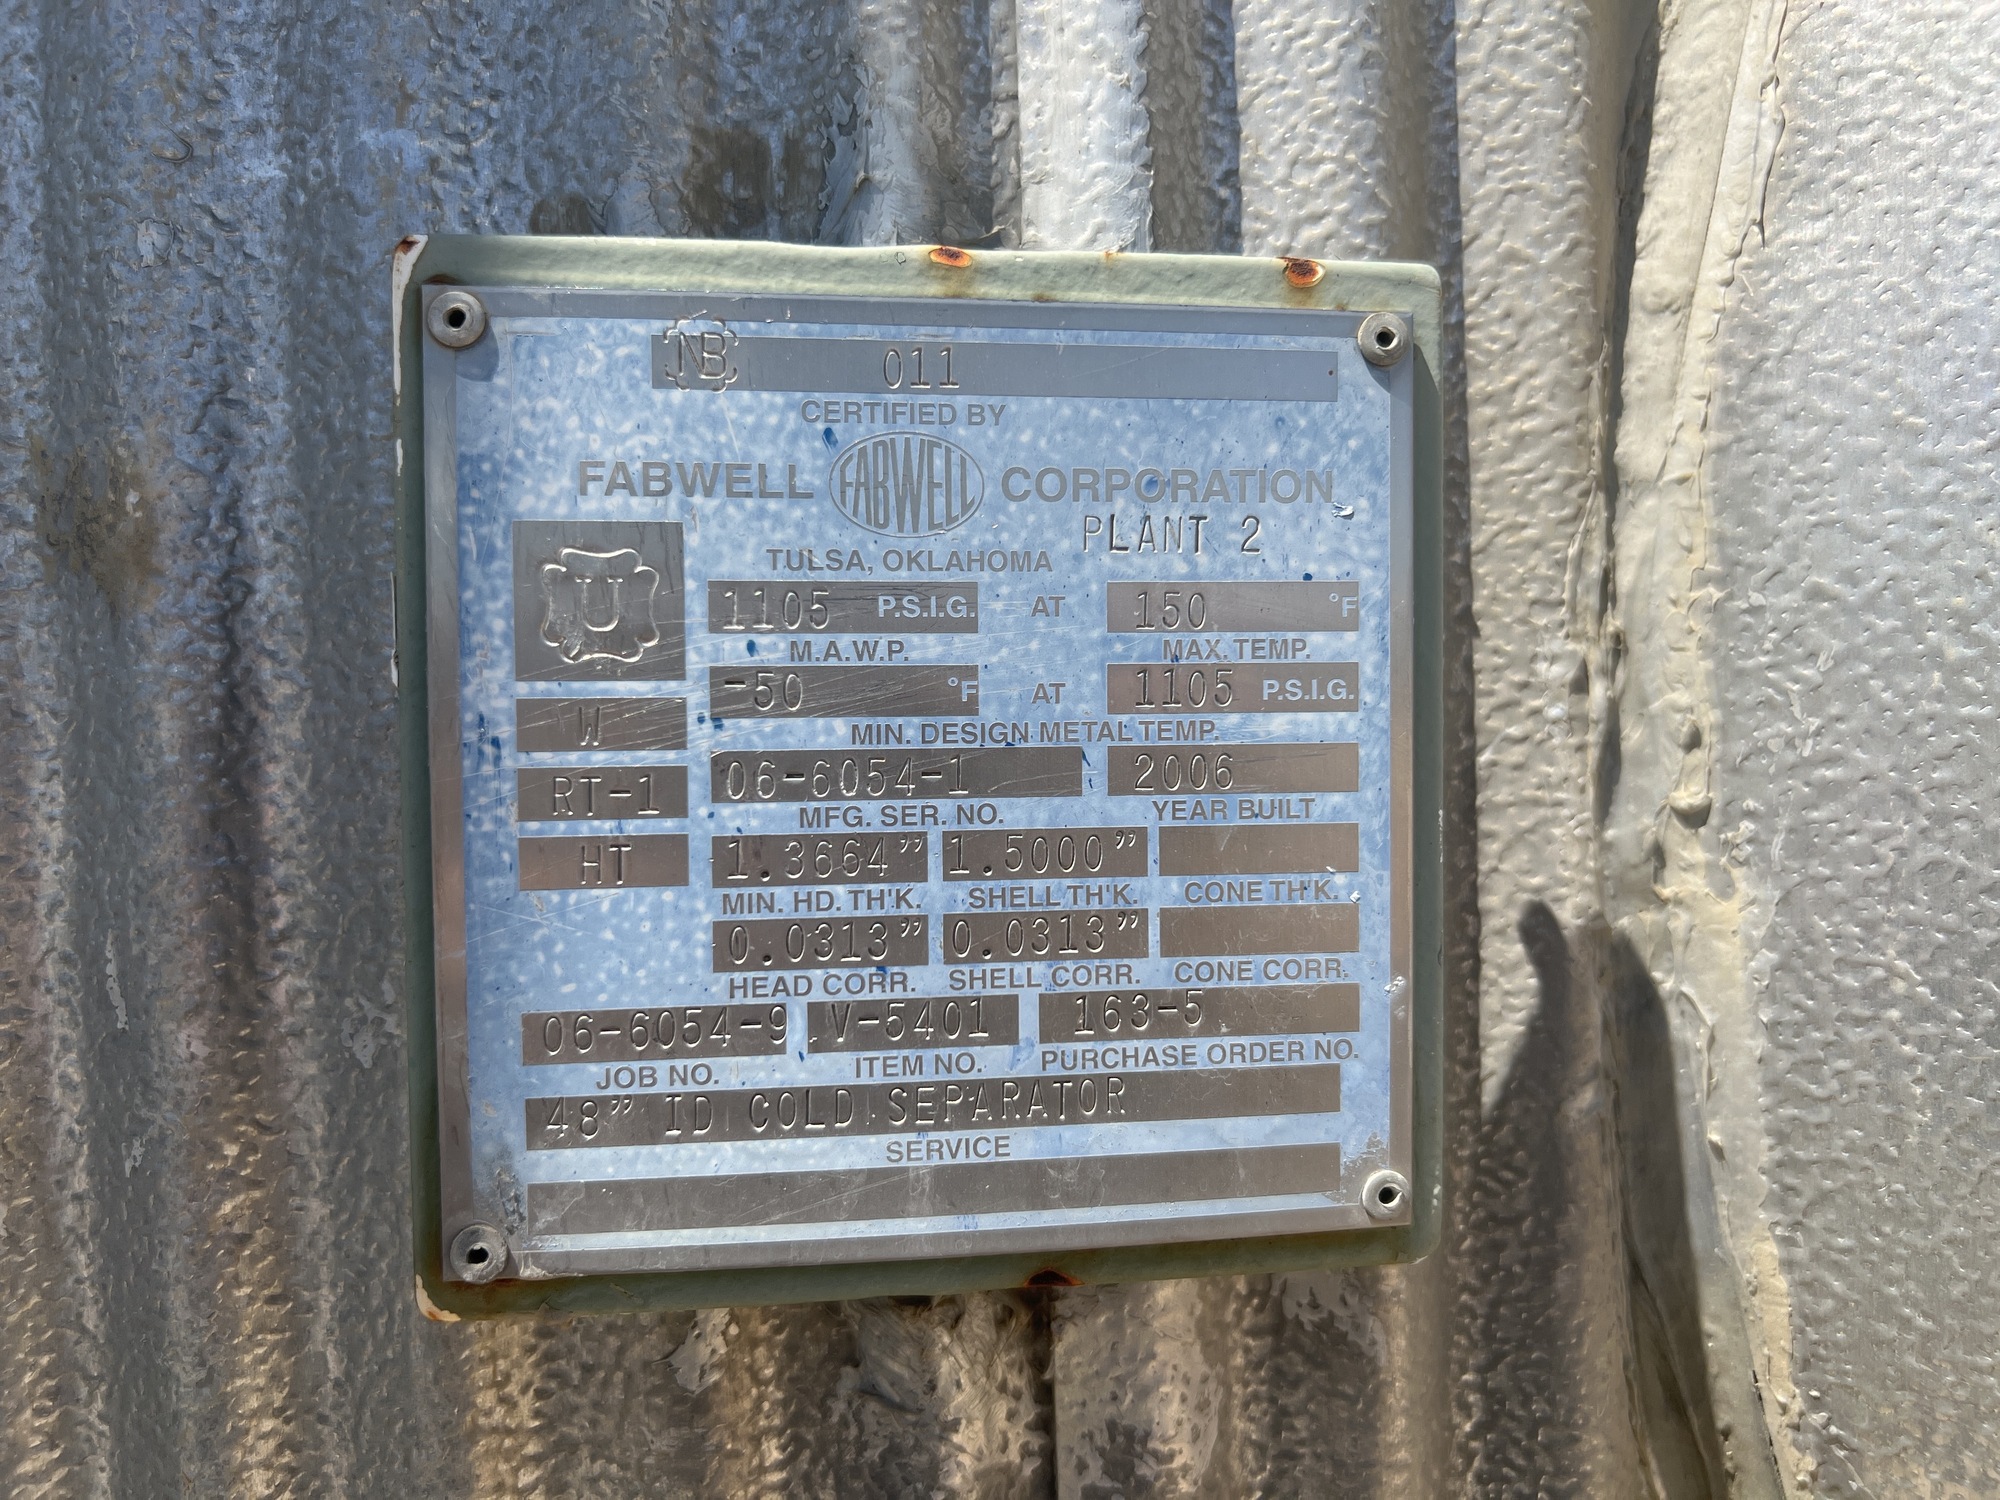 NB 011
CERTIFIED BY
FABWELL FABWELL CORPORATION
PLANT 2
TULSA, OKLAHOMA
U
1105 P.S.I.G. AT 150 °F
M.A.W.P. MAX. TEMP.
-50 °F AT 1105 P.S.I.G.
W
MIN. DESIGN METAL TEMP.
RT-1 06-6054-1 2006
MFG. SER. NO. YEAR BUILT
HT 1.3664” 1.5000”
MIN. HD. TH'K. SHELL TH'K. CONE TH'K.
0.0313” 0.0313”
HEAD CORR. SHELL CORR. CONE CORR.
06-6054-9 V-5401 163-5
JOB NO. ITEM NO. PURCHASE ORDER NO.
48” ID COLD SEPARATOR
SERVICE